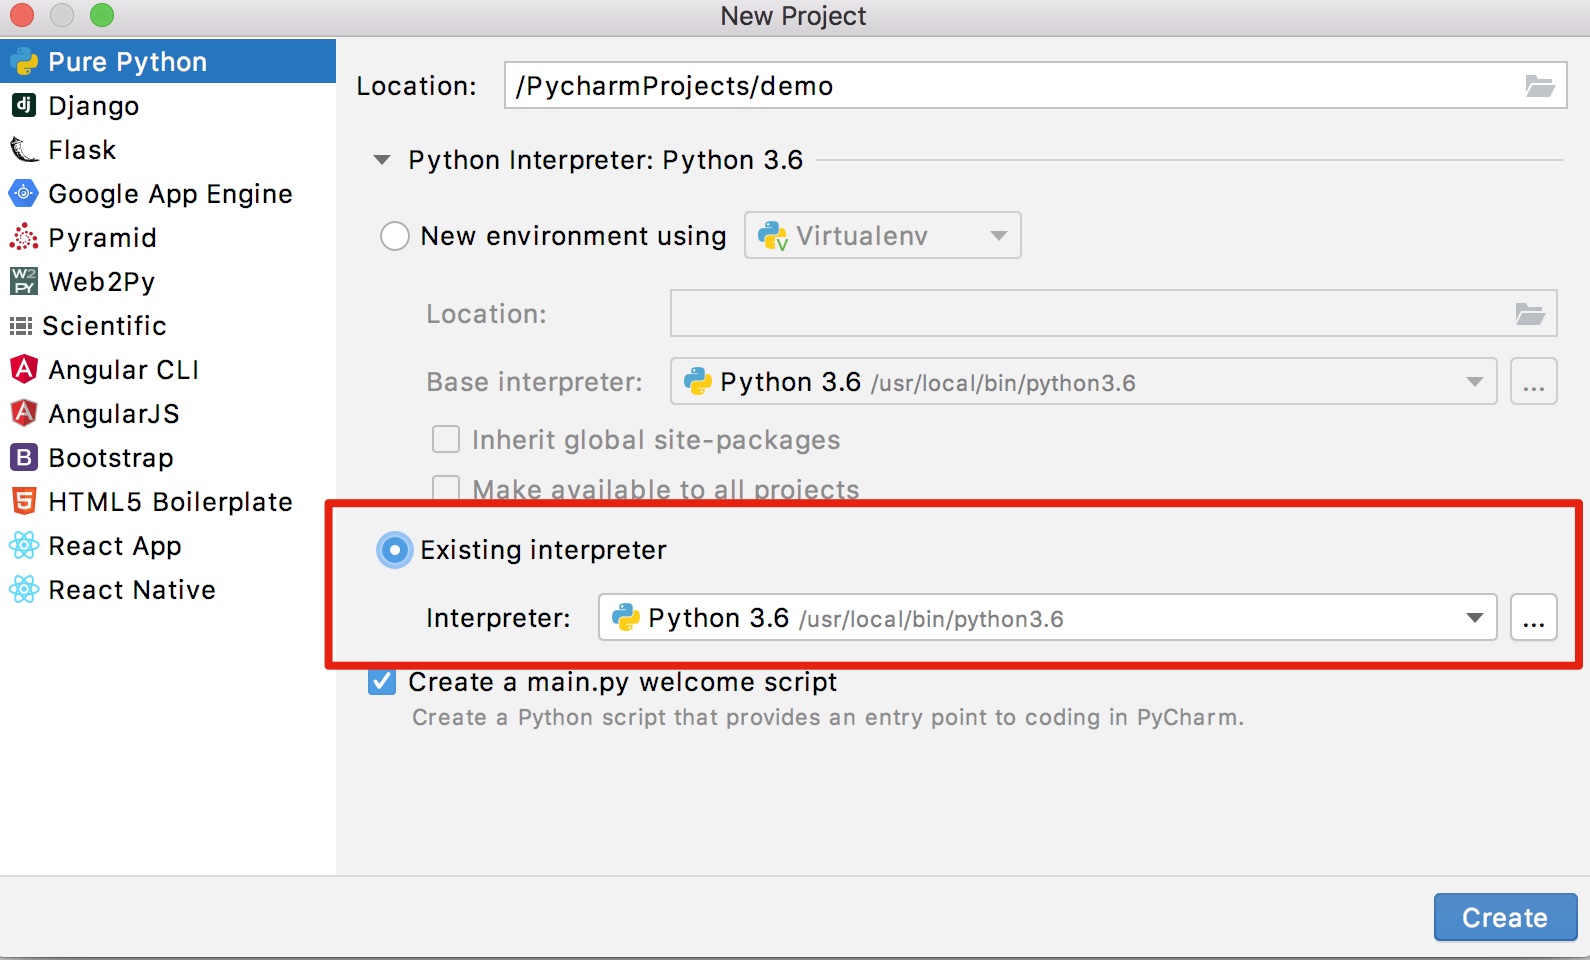 New Project
Pure Python
dj Django
Flask
Google App Engine
Pyramid
W2 PY Web2Py
Scientific
A Angular CLI
A AngularJS
B Bootstrap
5 HTML5 Boilerplate
React App
React Native
Location: /PycharmProjects/demo
Python Interpreter: Python 3.6
New environment using V Virtualenv
Location:
Base interpreter: Python 3.6 /usr/local/bin/python3.6 ...
Inherit global site-packages
Make available to all projects
Existing interpreter
Interpreter: Python 3.6 /usr/local/bin/python3.6 ...
Create a main.py welcome script
Create a Python script that provides an entry point to coding in PyCharm.
Create